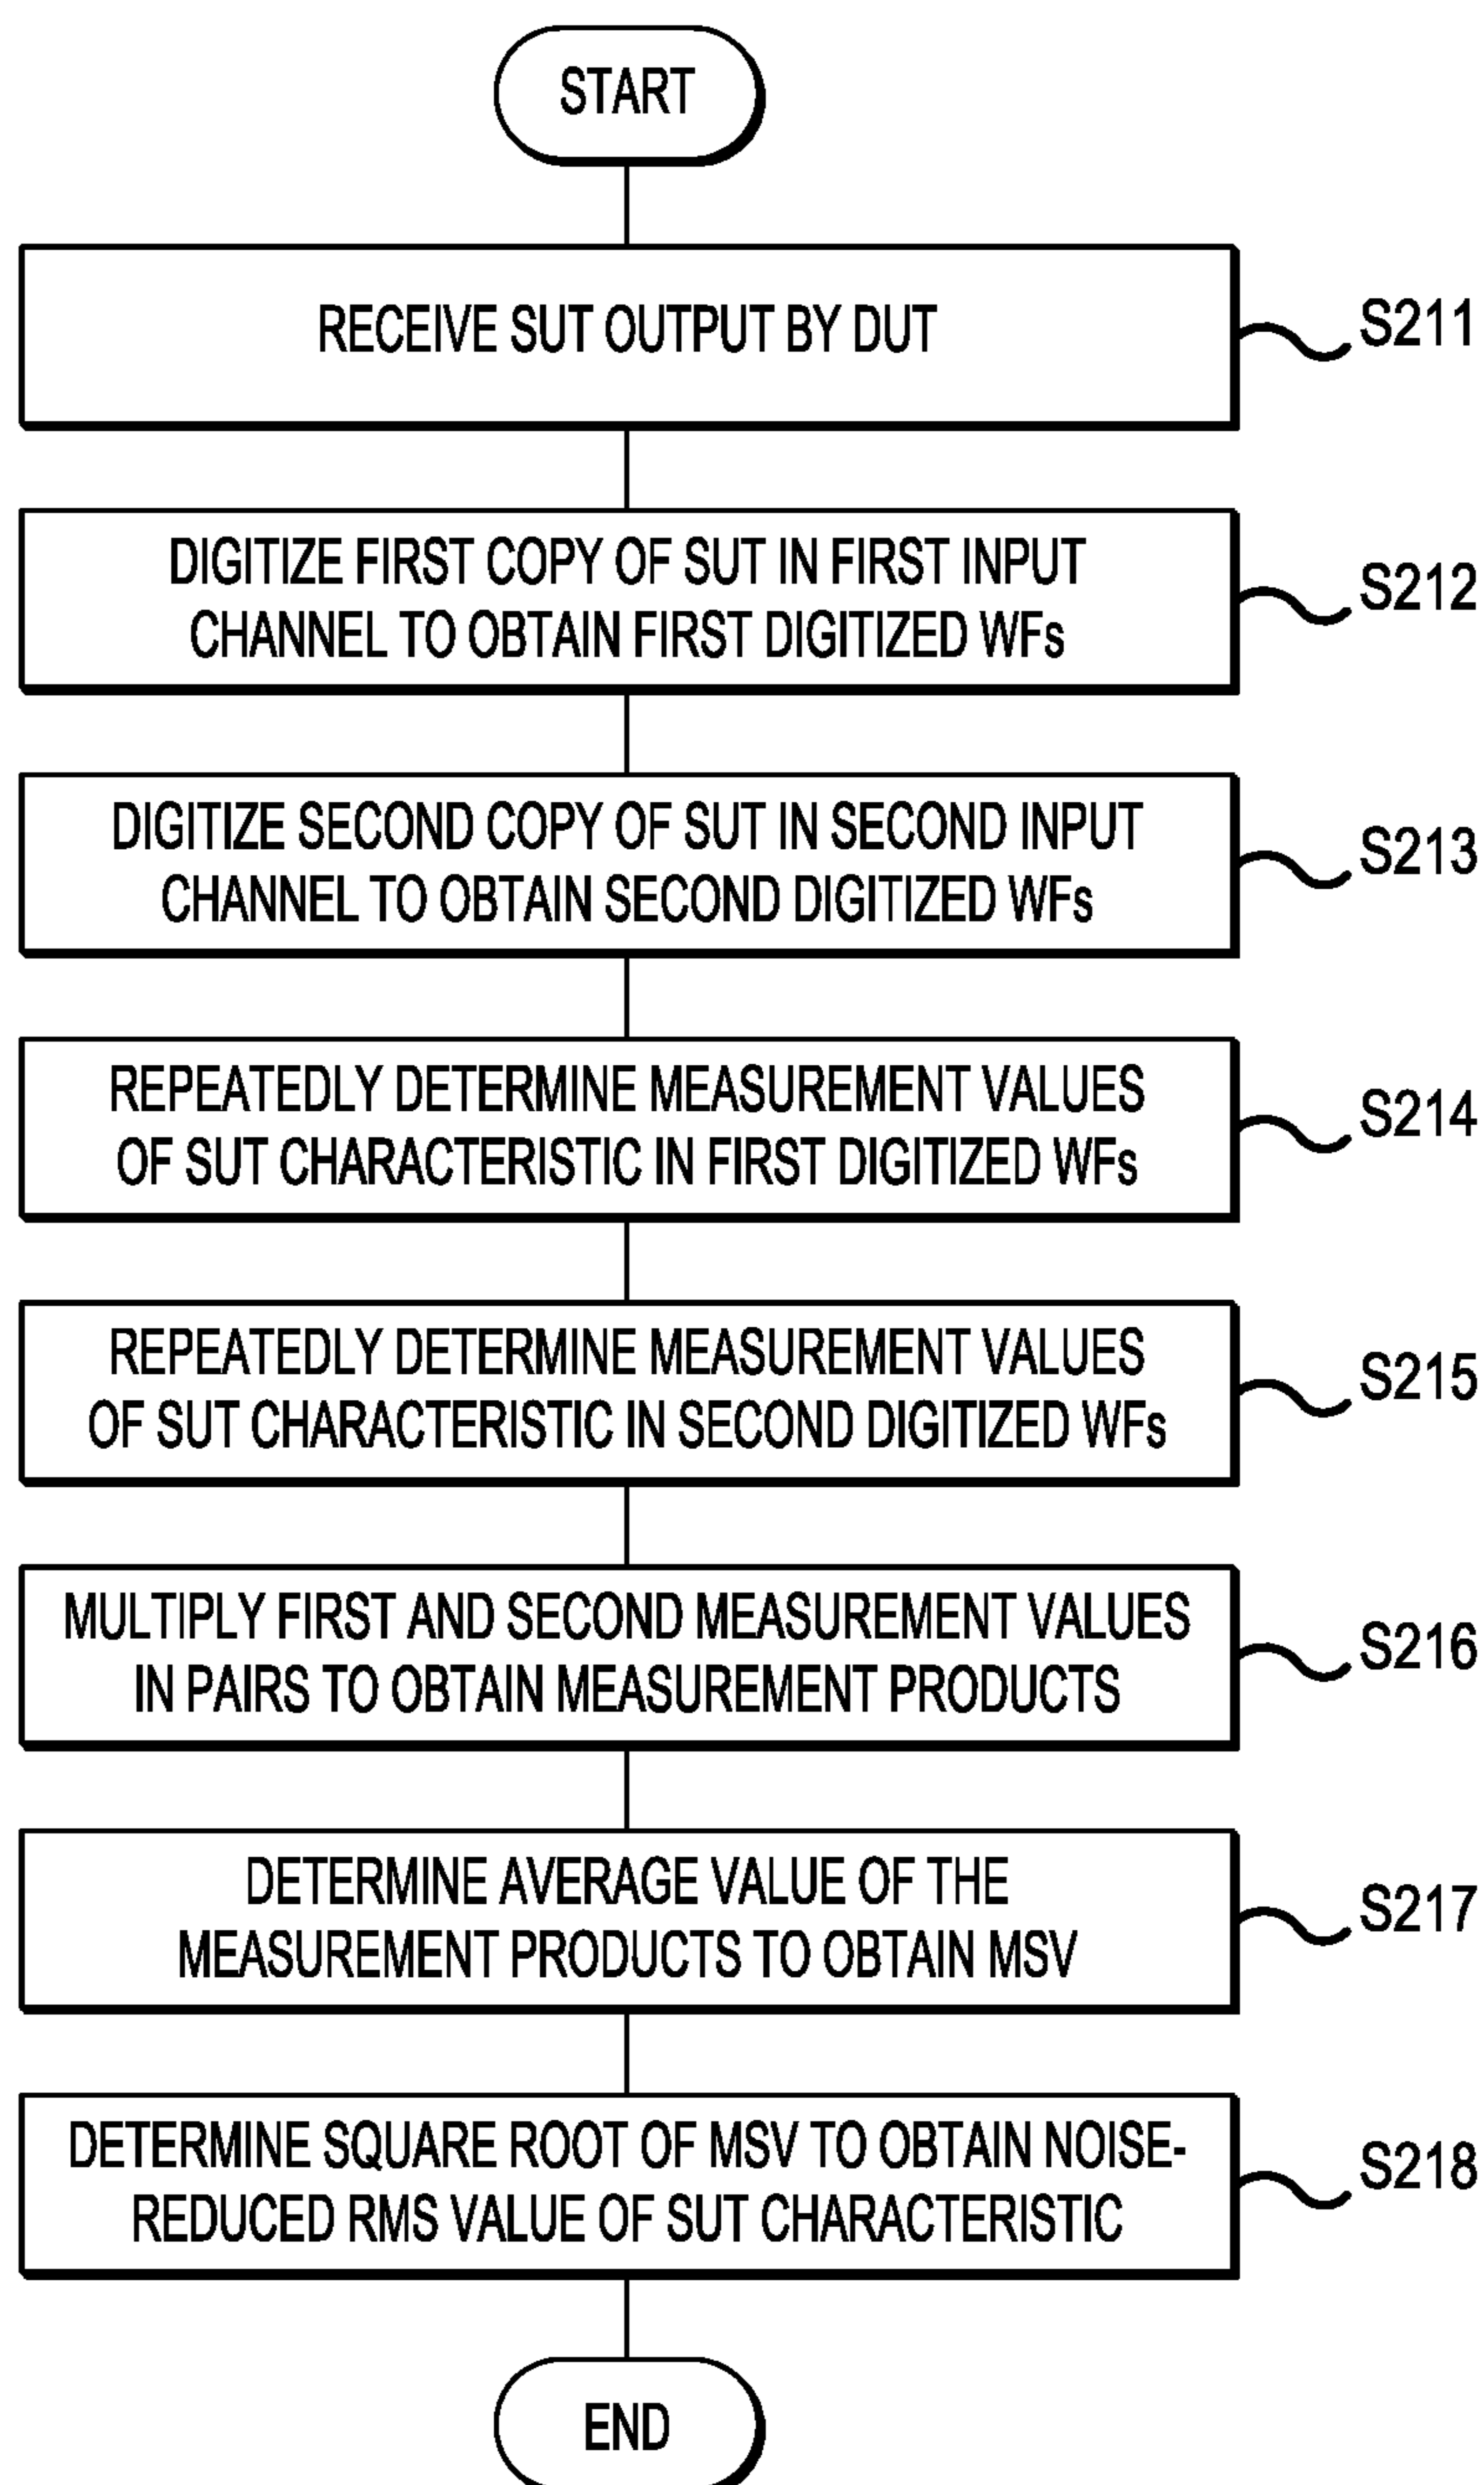 START
RECEIVE SUT OUTPUT BY DUT
S211
DIGITIZE FIRST COPY OF SUT IN FIRST INPUT
CHANNEL TO OBTAIN FIRST DIGITIZED WFs
S212
DIGITIZE SECOND COPY OF SUT IN SECOND INPUT
CHANNEL TO OBTAIN SECOND DIGITIZED WFs
S213
REPEATEDLY DETERMINE MEASUREMENT VALUES
OF SUT CHARACTERISTIC IN FIRST DIGITIZED WFs
S214
REPEATEDLY DETERMINE MEASUREMENT VALUES
OF SUT CHARACTERISTIC IN SECOND DIGITIZED WFs
S215
MULTIPLY FIRST AND SECOND MEASUREMENT VALUES
IN PAIRS TO OBTAIN MEASUREMENT PRODUCTS
S216
DETERMINE AVERAGE VALUE OF THE
MEASUREMENT PRODUCTS TO OBTAIN MSV
S217
DETERMINE SQUARE ROOT OF MSV TO OBTAIN NOISE-
REDUCED RMS VALUE OF SUT CHARACTERISTIC
S218
END